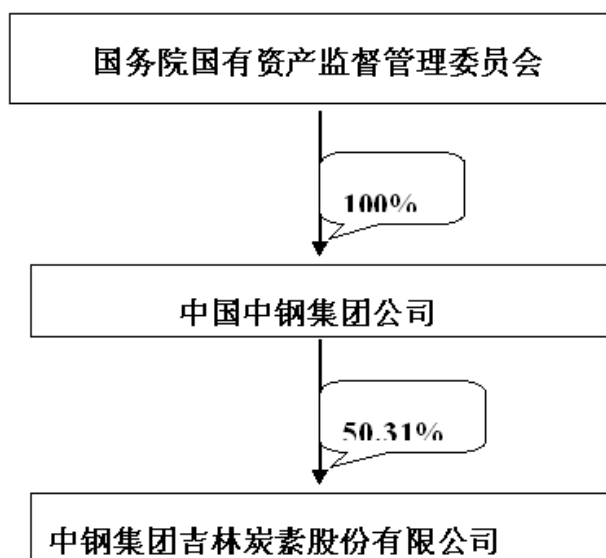 国务院国有资产监督管理委员会
100%
中国中钢集团公司
50.31%
中钢集团吉林炭素股份有限公司